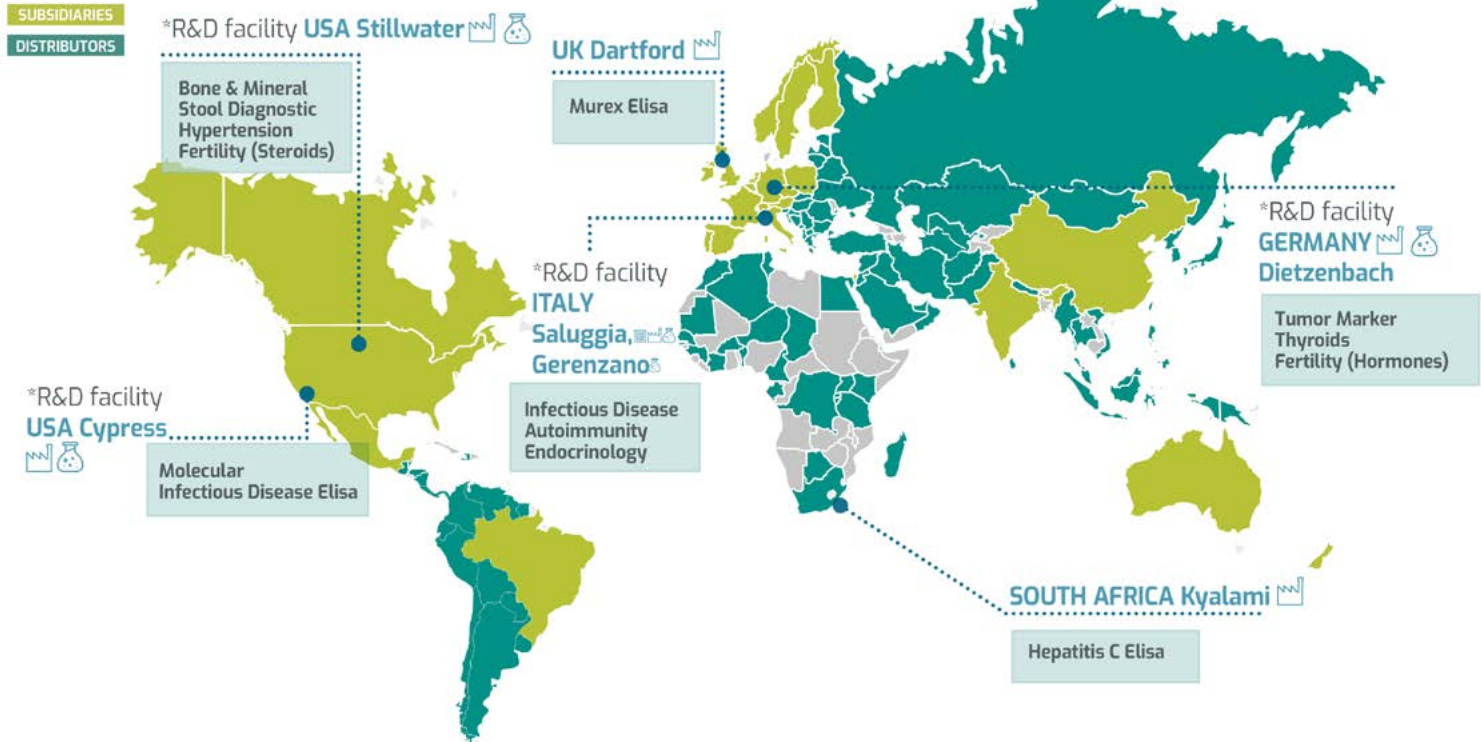 SUBSIDIARIES
DISTRIBUTORS
*R&D facility USA Stillwater
Bone & Mineral
Stool Diagnostic
Hypertension
Fertility (Steroids)
UK Dartford
Murex Elisa
*R&D facility
GERMANY
Dietzenbach
Tumor Marker
Thyroids
Fertility (Hormones)
*R&D facility
ITALY
Saluggia,
Gerenzano
Infectious Disease
Autoimmunity
Endocrinology
*R&D facility
USA Cypress
Molecular
Infectious Disease Elisa
SOUTH AFRICA Kyalami
Hepatitis C Elisa